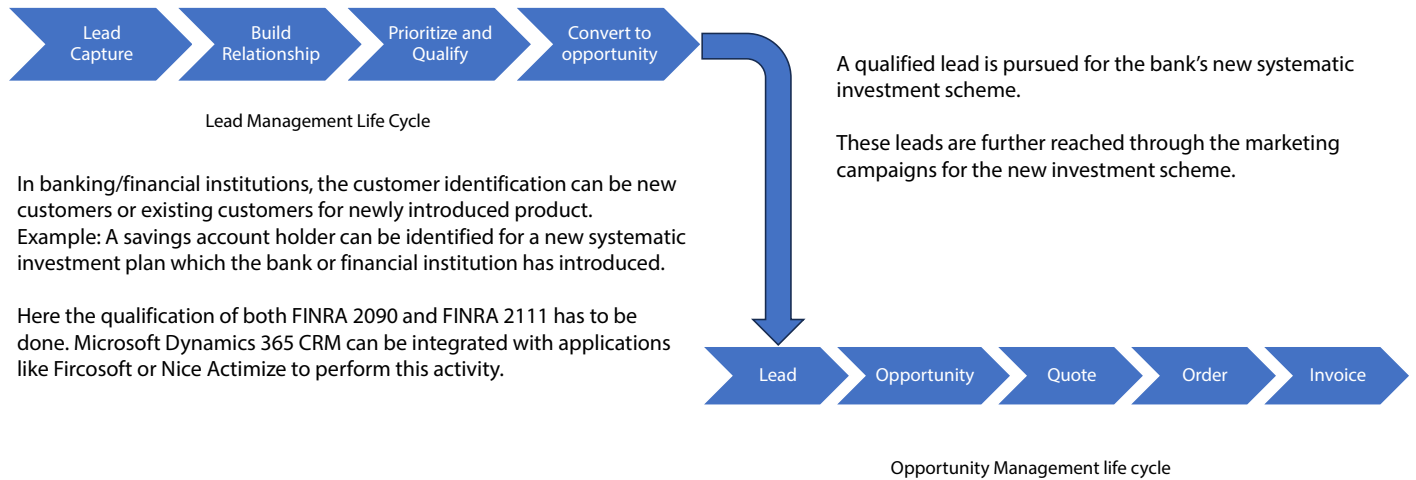 Lead
Capture
Build
Relationship
Prioritize and
Qualify
Convert to
opportunity
Lead Management Life Cycle
In banking/financial institutions, the customer identification can be new
customers or existing customers for newly introduced product.
Example: A savings account holder can be identified for a new systematic
investment plan which the bank or financial institution has introduced.
Here the qualification of both FINRA 2090 and FINRA 2111 has to be
done. Microsoft Dynamics 365 CRM can be integrated with applications
like Fircosoft or Nice Actimize to perform this activity.
A qualified lead is pursued for the bank’s new systematic
investment scheme.
These leads are further reached through the marketing
campaigns for the new investment scheme.
Lead
Opportunity
Quote
Order
Invoice
Opportunity Management life cycle